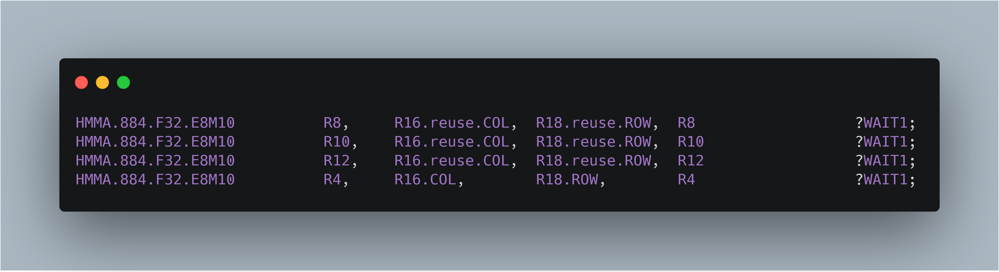 HMMA.884.F32.E8M10 R8, R16.reuse.COL, R18.reuse.ROW, R8 ?WAIT1;
HMMA.884.F32.E8M10 R10, R16.reuse.COL, R18.reuse.ROW, R10 ?WAIT1;
HMMA.884.F32.E8M10 R12, R16.reuse.COL, R18.reuse.ROW, R12 ?WAIT1;
HMMA.884.F32.E8M10 R4, R16.COL, R18.ROW, R4 ?WAIT1;